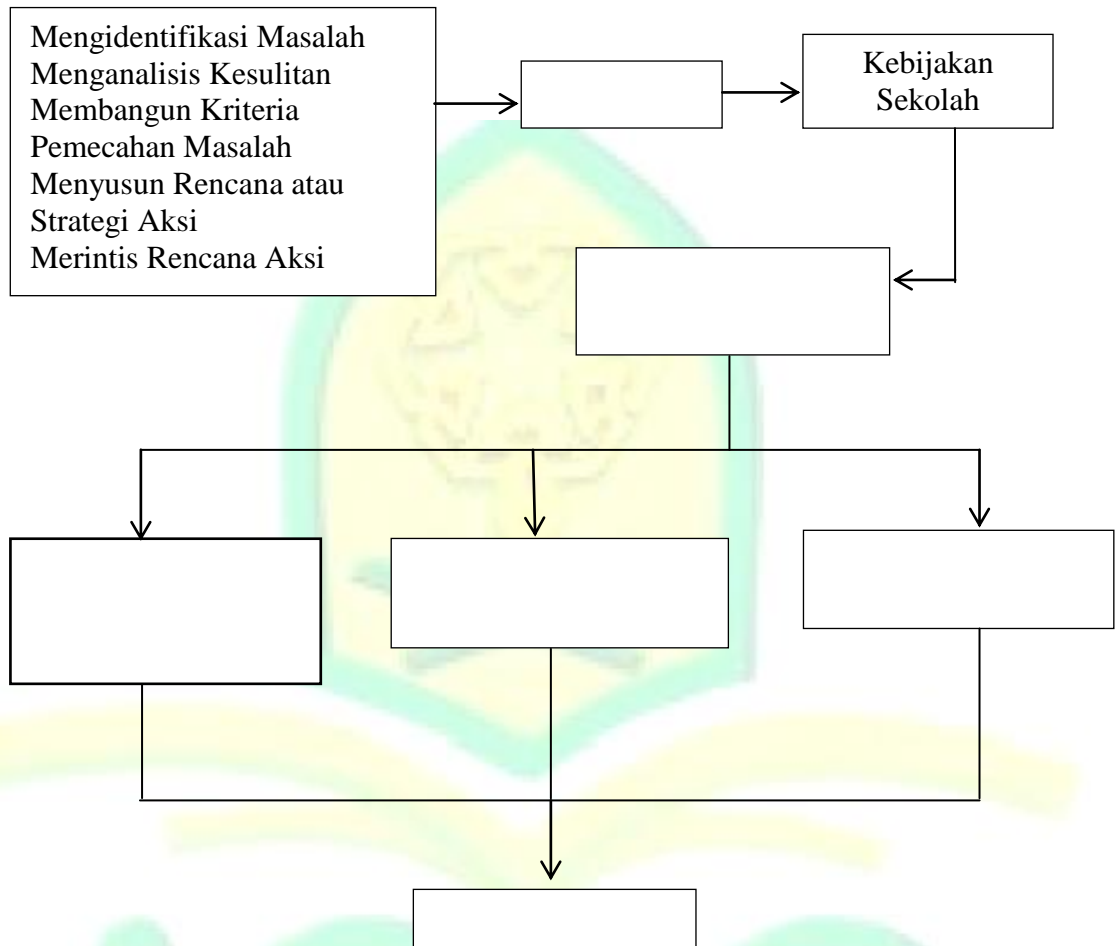 Mengidentifikasi Masalah
Menganalisis Kesulitan
Membangun Kriteria
Pemecahan Masalah
Menyusun Rencana atau
Strategi Aksi
Merintis Rencana Aksi
Kebijakan
Sekolah